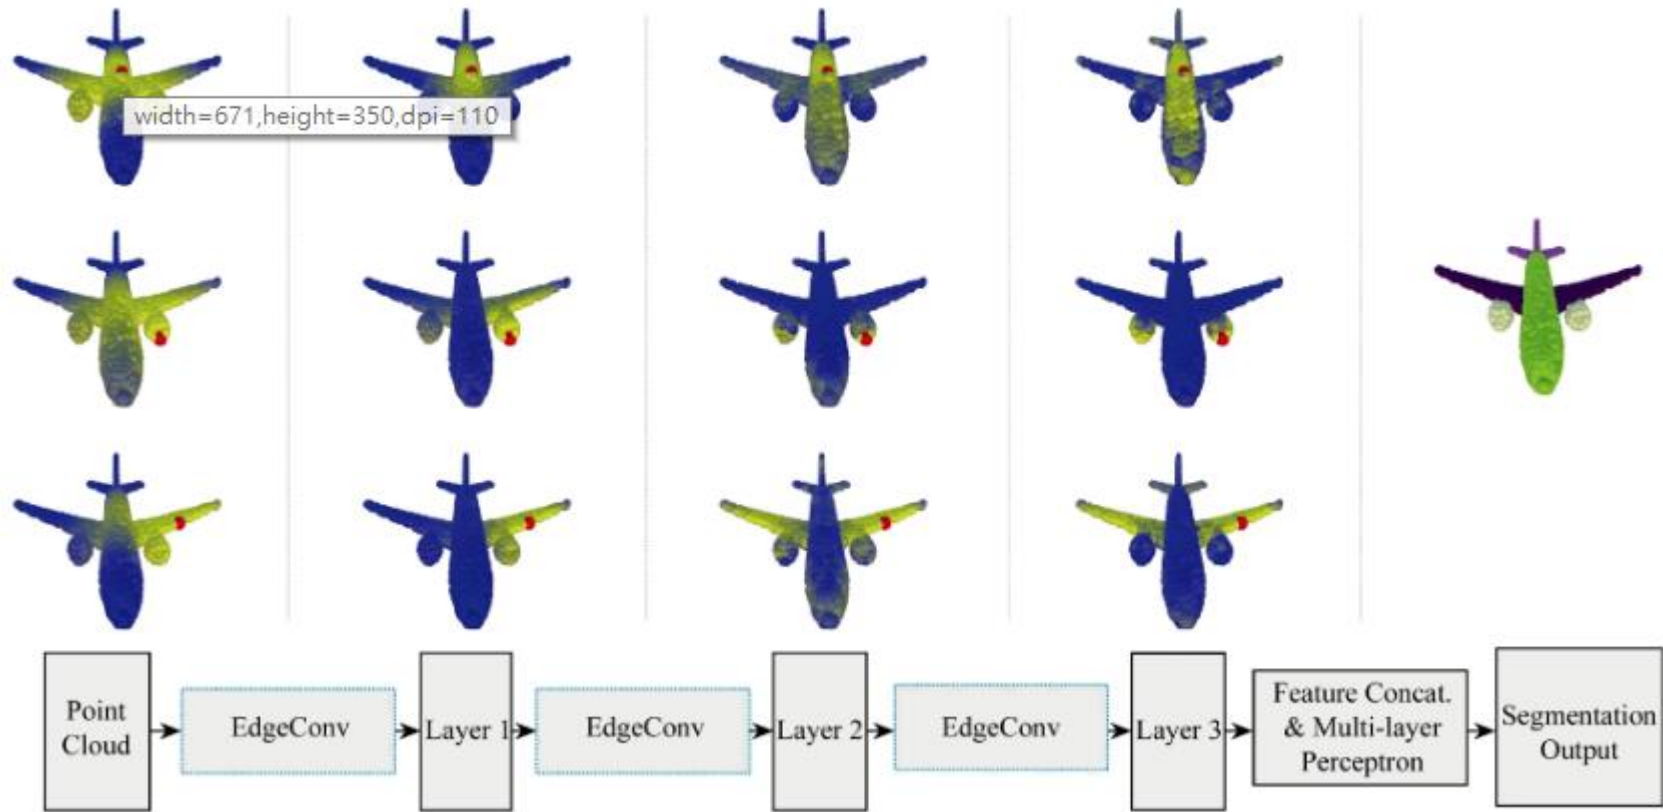 width=671,height=350,dpi=110
Point
Cloud
EdgeConv
Layer 1
EdgeConv
Layer 2
EdgeConv
Layer 3
Feature Concat.
& Multi-layer
Perceptron
Segmentation
Output